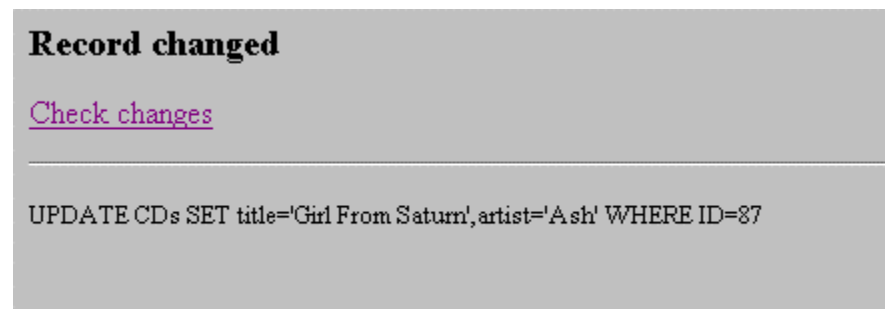 Record changed
Check changes
UPDATE CDs SET title='Girl From Saturn',artist='Ash' WHERE ID=87